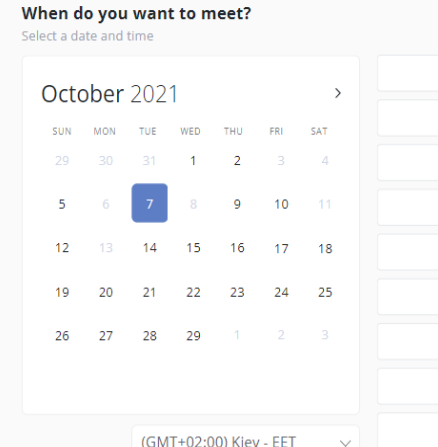 When do you want to meet?
Select a date and time
October 2021 >
SUN MON TUE WED THU FRI SAT
29 30 31 1 2 3 4
5 6 7 8 9 10 11
12 13 14 15 16 17 18
19 20 21 22 23 24 25
26 27 28 29 1 2 3
(GMT+02:00) Kiev - EET